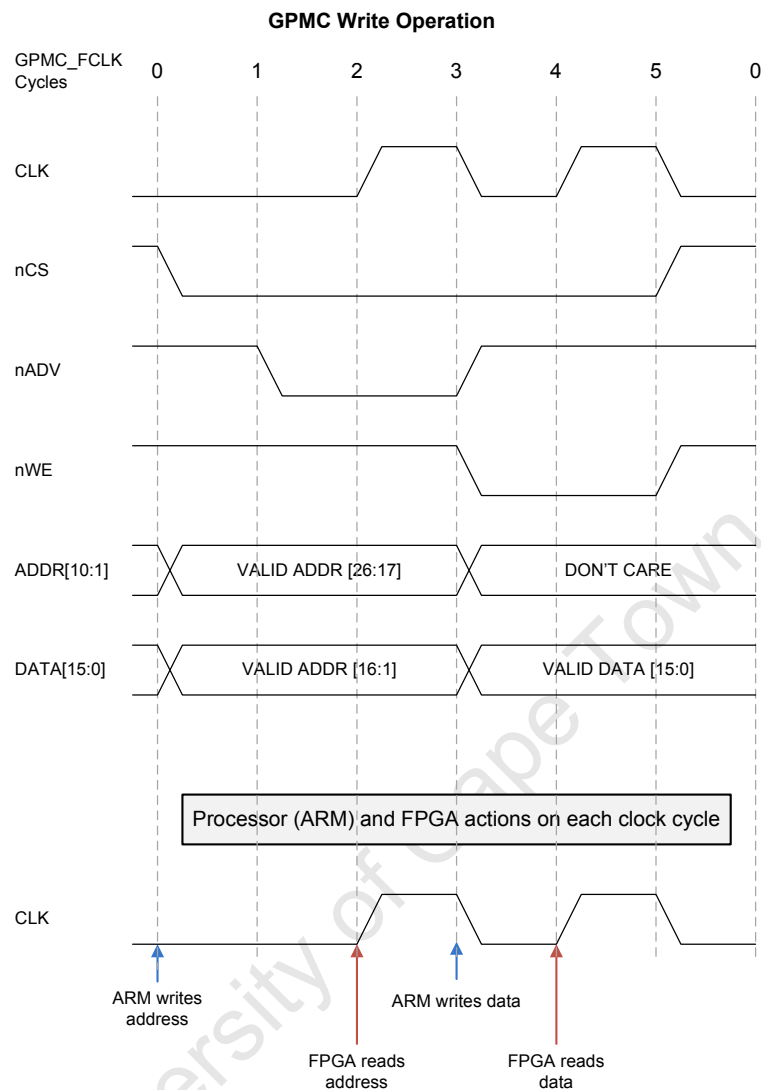 GPMC Write Operation
GPMC_FCLK
Cycles
0 1 2 3 4 5 0
CLK
nCS
nADV
nWE
ADDR[10:1] VALID ADDR [26:17] DON'T CARE
DATA[15:0] VALID ADDR [16:1] VALID DATA [15:0]
Processor (ARM) and FPGA actions on each clock cycle
CLK
ARM writes
address
ARM writes data
FPGA reads
address
FPGA reads
data
ersity of Cape Town